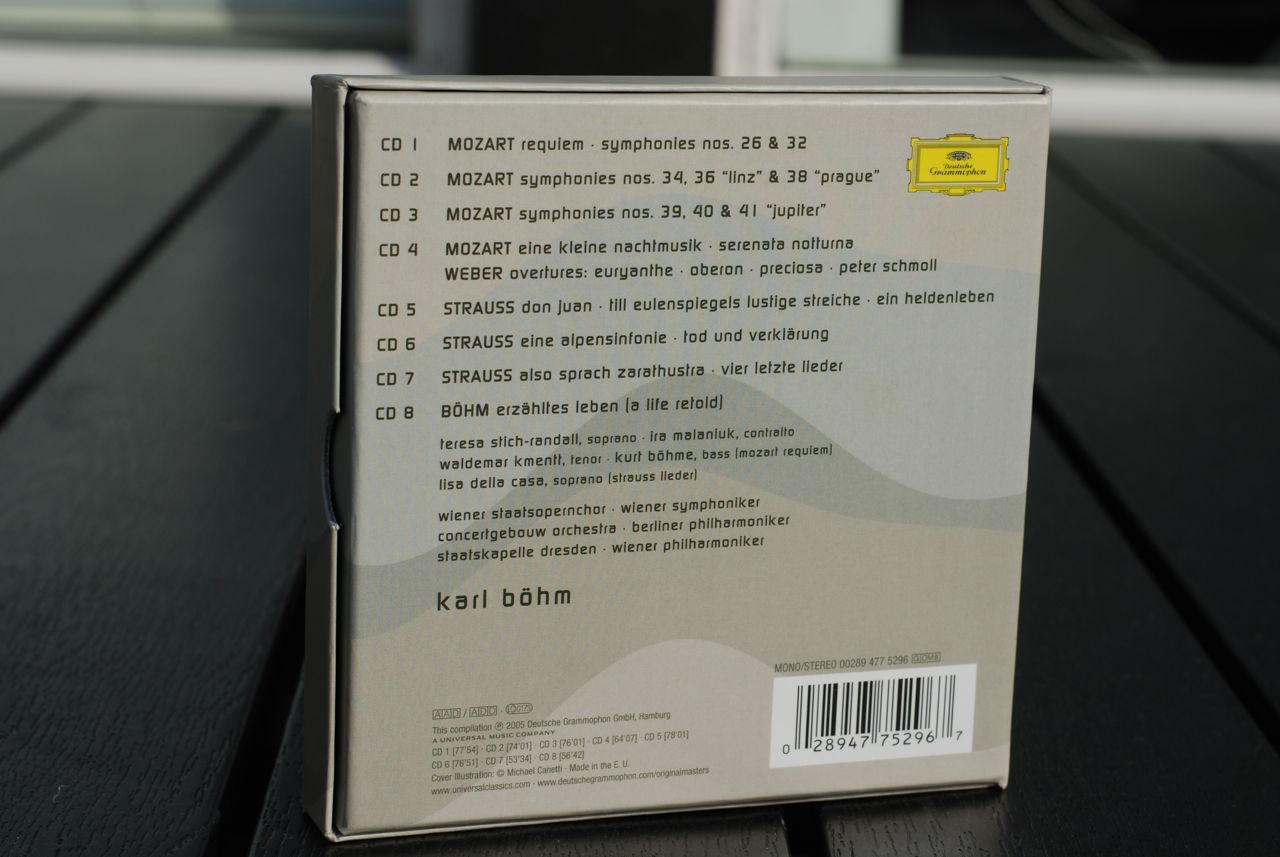 CD 1 MOZART requiem · symphonies nos. 26 & 32
CD 2 MOZART symphonies nos. 34, 36 "linz" & 38 "prague"
CD 3 MOZART symphonies nos. 39, 40 & 41 "jupiter"
CD 4 MOZART eine kleine nachtmusik · serenata notturna
WEBER overtures: euryanthe · oberon · preciosa · peter schmoll
CD 5 STRAUSS don juan · till eulenspiegels lustige streiche · ein heldenleben
CD 6 STRAUSS eine alpensinfonie · tod und verklärung
CD 7 STRAUSS also sprach zarathustra · vier letzte lieder
CD 8 BÖHM erzähltes leben (a life retold)
Deutsche
Grammophon
teresa stich-randall, soprano · ira malaniuk, contralto
waldemar kmentt, tenor · kurt böhme, bass (mozart requiem)
lisa della casa, soprano (strauss lieder)
wiener staatsopernchor · wiener symphoniker
concertgebouw orchestra · berliner philharmoniker
staatskapelle dresden · wiener philharmoniker
karl böhm
MONO/STEREO 00289 477 5296 GOM8
0 28947 75296 7
AAD / ADD ·
This compilation ℗ 2005 Deutsche Grammophon GmbH, Hamburg
A UNIVERSAL MUSIC COMPANY
CD 1 [77'54] · CD 2 [74'01] · CD 3 [76'01] · CD 4 [64'07] · CD 5 [78'01]
CD 6 [76'51] · CD 7 [53'34] · CD 8 [56'42]
Cover Illustration: © Michael Canetti · Made in the E. U.
www.universalclassics.com · www.deutschegrammophon.com/originalmasters